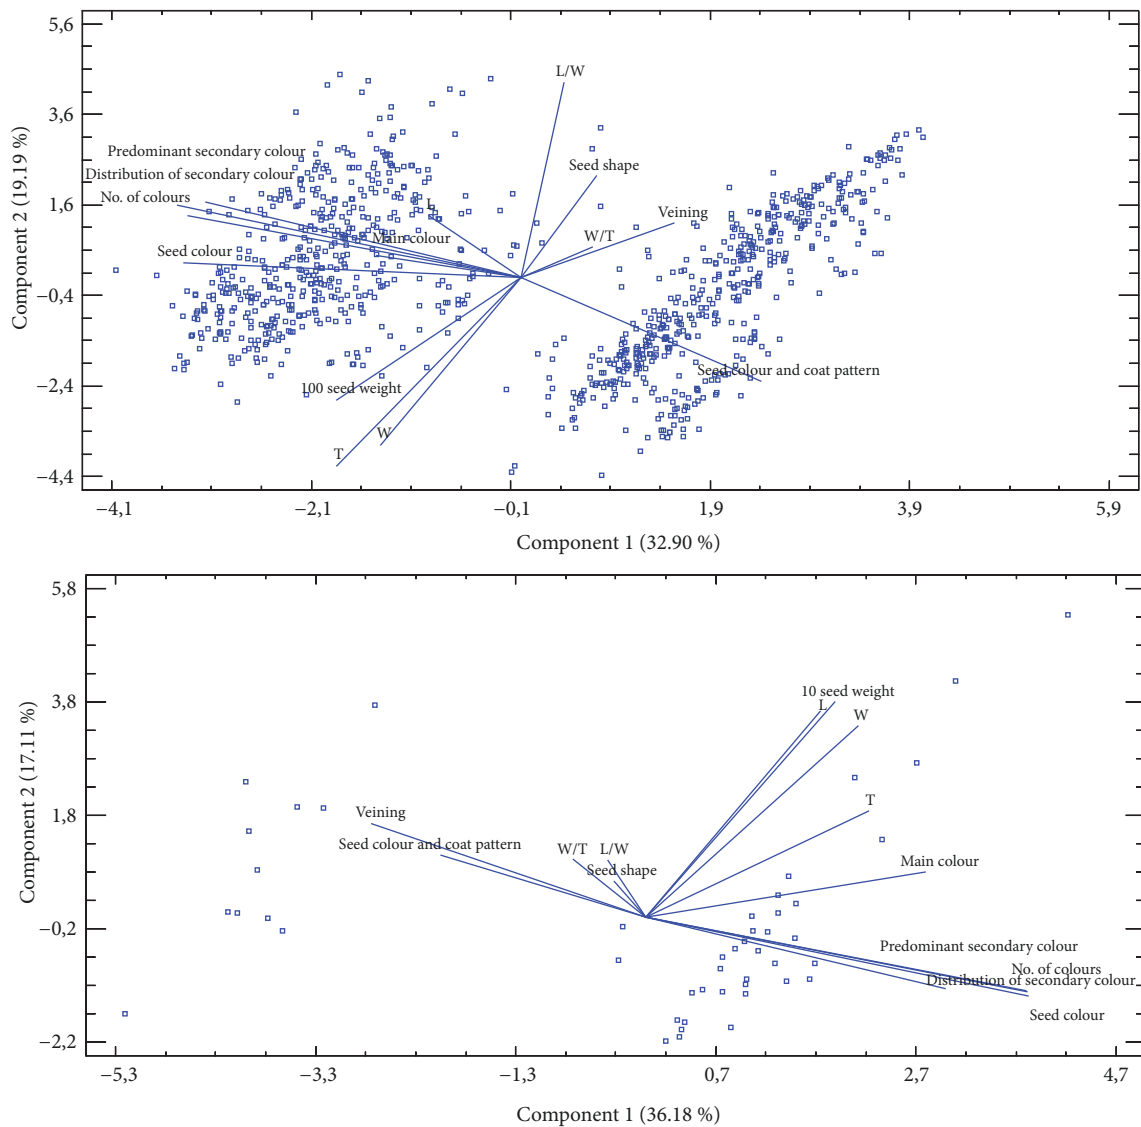 5,6
3,6
1,6
−0,4
−2,4
−4,4
Component 2 (19.19 %)
L/W
Predominant secondary colour
Seed shape
Distribution of secondary colour
No. of colours
L
Veining
Main colour
W/T
Seed colour
Seed colour and coat pattern
100 seed weight
W
T
−4,1
−2,1
−0,1
1,9
3,9
5,9
Component 1 (32.90 %)
5,8
3,8
1,8
−0,2
−2,2
Component 2 (17.11 %)
10 seed weight
L
W
T
Veining
Seed colour and coat pattern
W/T
L/W
Seed shape
Main colour
Predominant secondary colour
No. of colours
Distribution of secondary colour
Seed colour
−5,3
−3,3
−1,3
0,7
2,7
4,7
Component 1 (36.18 %)